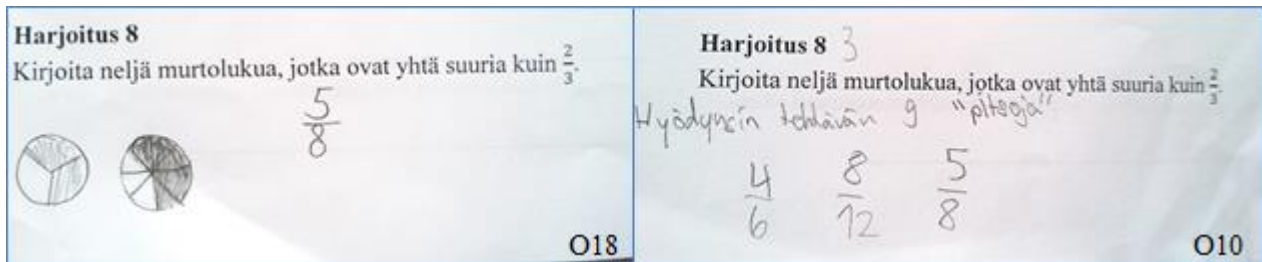 Harjoitus 8
Kirjoita neljä murtolukua, jotka ovat yhtä suuria kuin 2/3.
5/8
O18
Harjoitus 8 3
Kirjoita neljä murtolukua, jotka ovat yhtä suuria kuin 2/3.
Hyödynsin tehtävän 9 "pitsoja"
4/6 8/12 5/8
O10